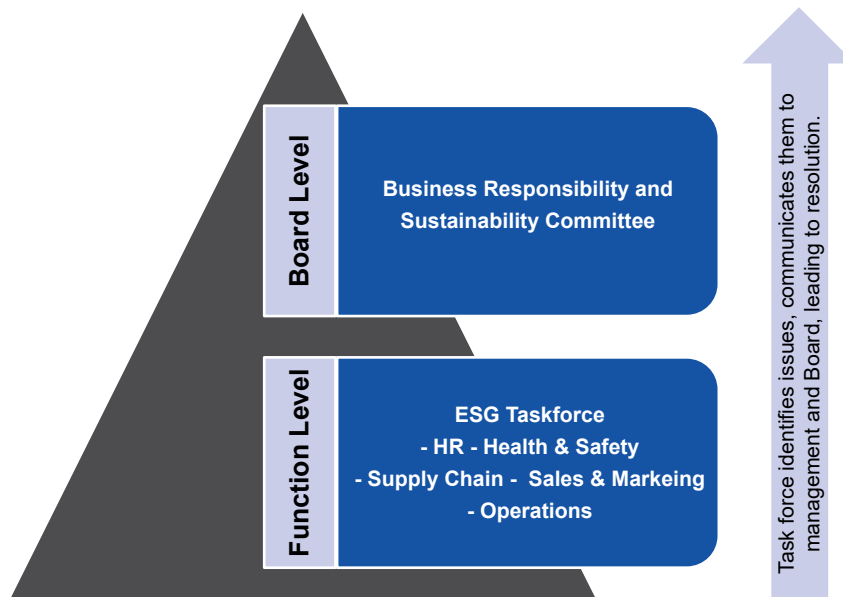 Board Level
Business Responsibility and
Sustainability Committee
Function Level
ESG Taskforce
- HR - Health & Safety
- Supply Chain - Sales & Markeing
- Operations
Task force identifies issues, communicates them to
management and Board, leading to resolution.